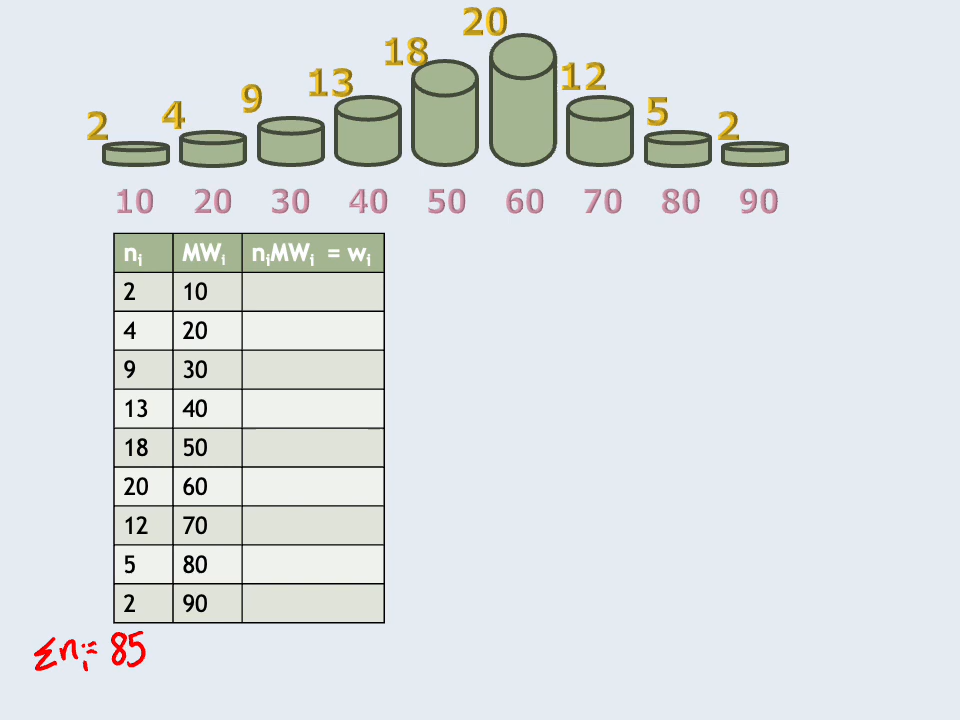 2 4 9 13 18 20 12 5 2
10 20 30 40 50 60 70 80 90
nᵢ MWᵢ nᵢMWᵢ = wᵢ
2 10
4 20
9 30
13 40
18 50
20 60
12 70
5 80
2 90
Σnᵢ= 85